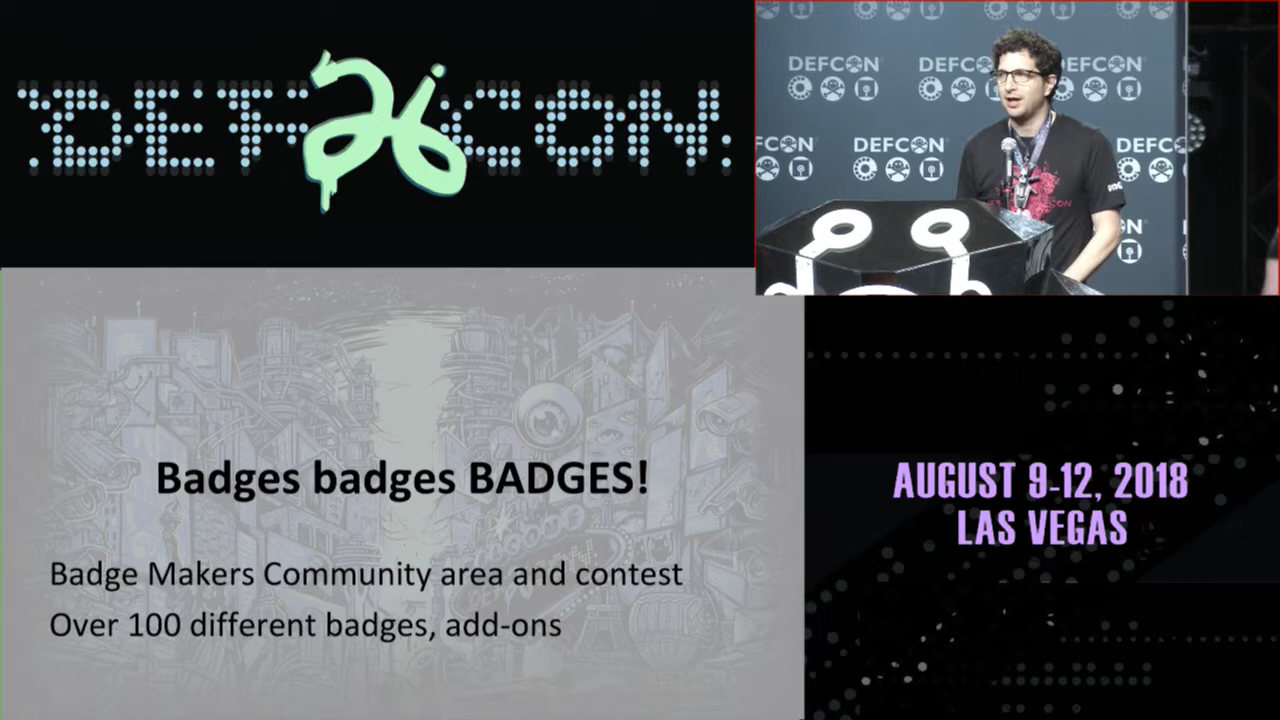 DEF CON 26
DEFCON DEFCON DEFCON
DEFCON DEFCON
CON
Badges badges BADGES!
Badge Makers Community area and contest
Over 100 different badges, add-ons
AUGUST 9-12, 2018
LAS VEGAS